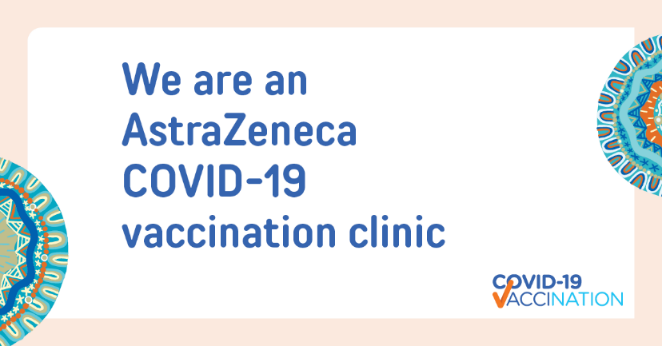 We are an
AstraZeneca
COVID-19
vaccination clinic
COVID-19
VACCINATION